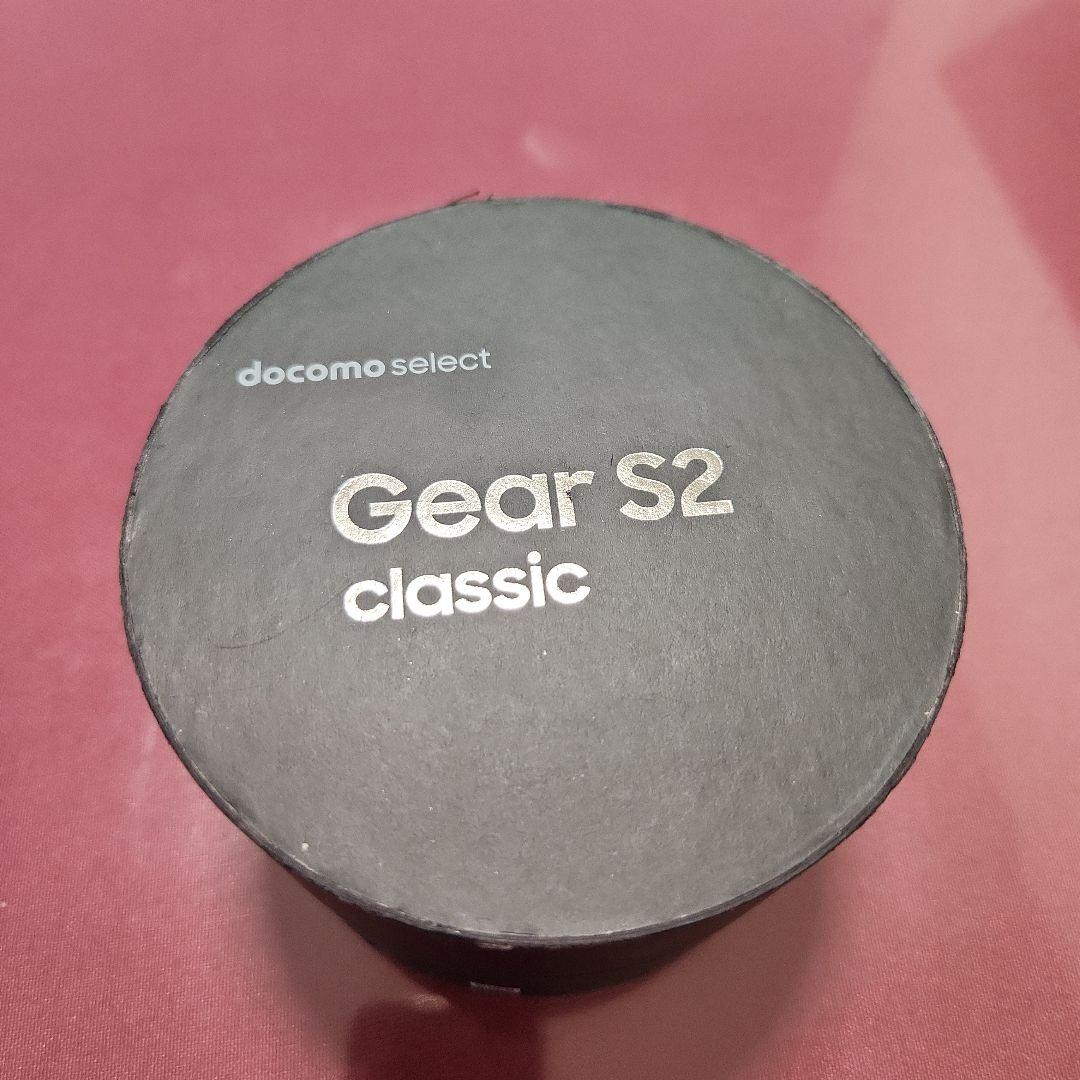 docomo select
Gear S2
classic